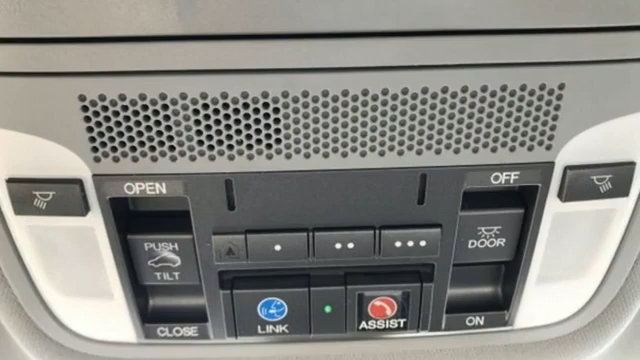 OPEN
OFF
PUSH
TILT
DOOR
LINK
ASSIST
CLOSE
ON